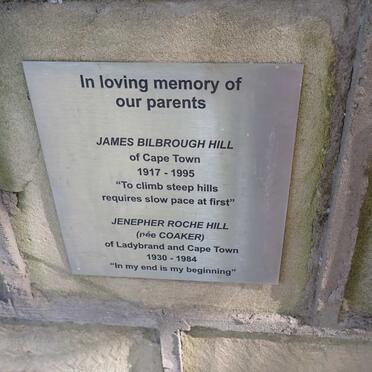 In loving memory of
our parents
JAMES BILBROUGH HILL
of Cape Town
1917 - 1995
"To climb steep hills
requires slow pace at first"
JENEPHER ROCHE HILL
(née COAKER)
of Ladybrand and Cape Town
1930 - 1984
"In my end is my beginning"